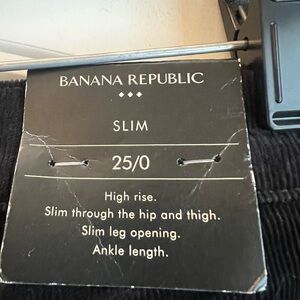 BANANA REPUBLIC
SLIM
25/0
High rise.
Slim through the hip and thigh.
Slim leg opening.
Ankle length.